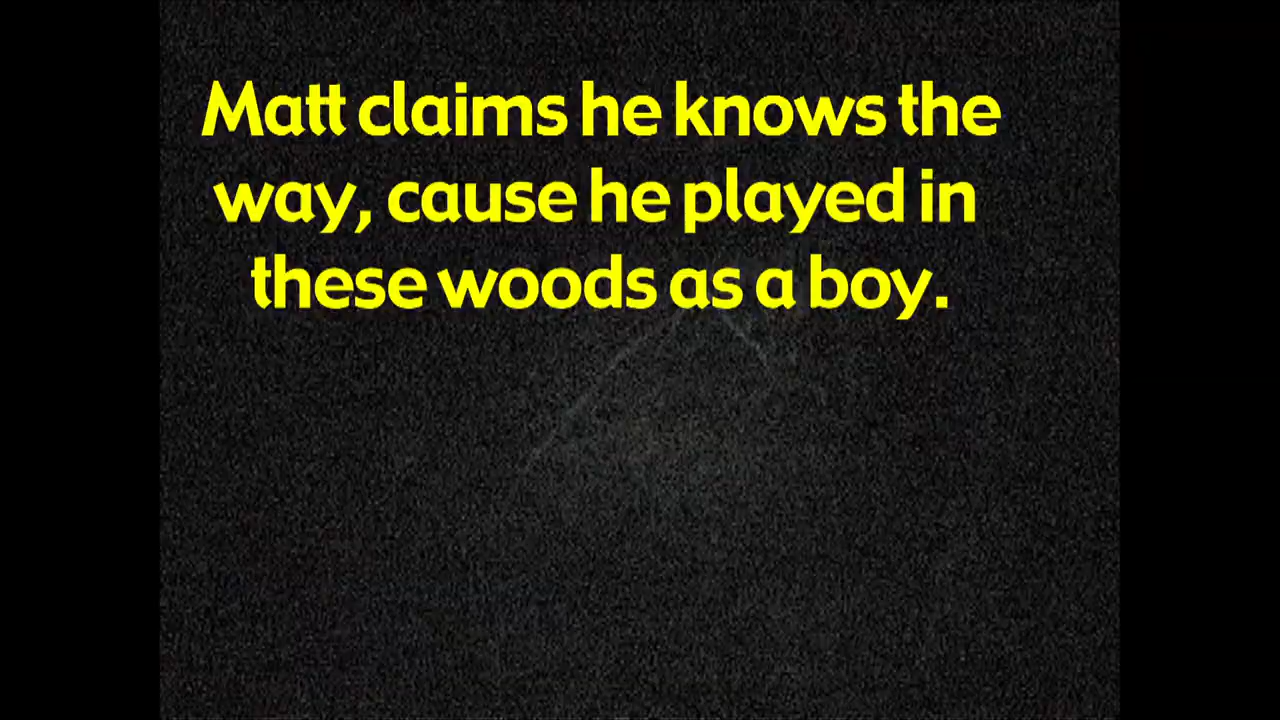 Matt claims he knows the
way, cause he played in
these woods as a boy.